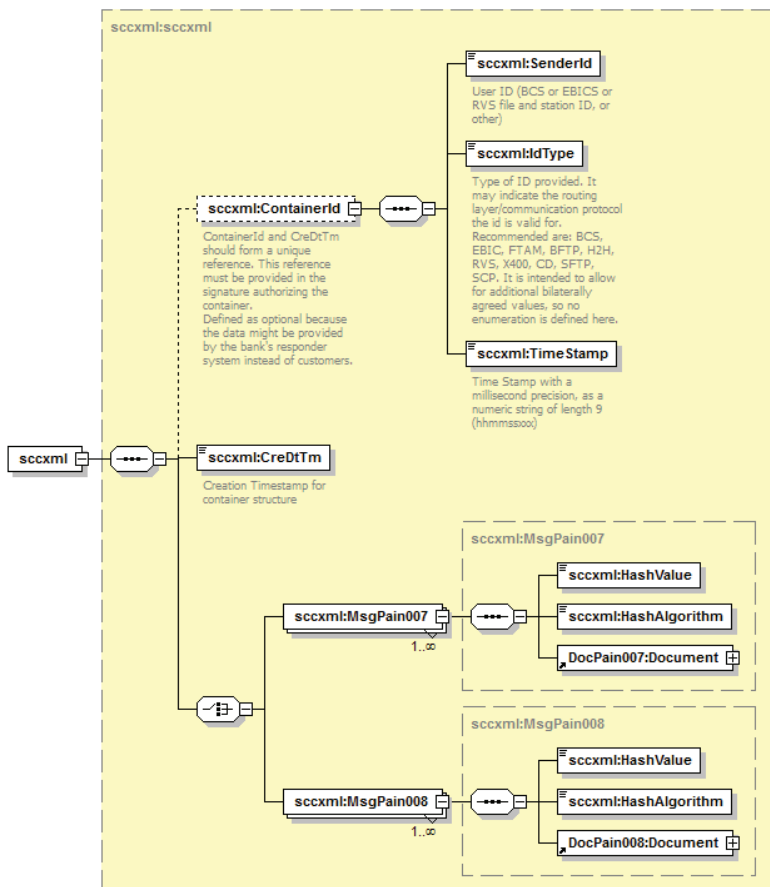 sccxml:sccxml
sccxml:SenderId
User ID (BCS or EBICS or
RVS file and station ID, or
other)
sccxml:IdType
Type of ID provided. It
may indicate the routing
layer/communication protocol
the id is valid for.
Recommended are: BCS,
EBIC, FTAM, BFTP, H2H,
RVS, X400, CD, SFTP,
SCP. It is intended to allow
for additional bilaterally
agreed values, so no
enumeration is defined here.
sccxml:ContainerId
ContainerId and CreDtTm
should form a unique
reference. This reference
must be provided in the
signature authorizing the
container.
Defined as optional because
the data might be provided
by the bank's responder
system instead of customers.
sccxml:TimeStamp
Time Stamp with a
millisecond precision, as a
numeric string of length 9
(hhmmssxxx)
sccxml
sccxml:CreDtTm
Creation Timestamp for
container structure
sccxml:MsgPain007
sccxml:HashValue
sccxml:MsgPain007
1..∞
sccxml:HashAlgorithm
DocPain007:Document
sccxml:MsgPain008
sccxml:HashValue
sccxml:MsgPain008
1..∞
sccxml:HashAlgorithm
DocPain008:Document